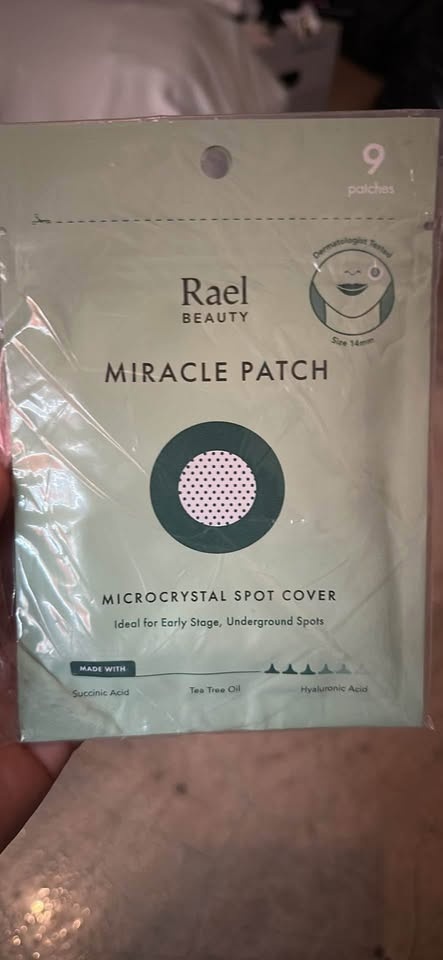 9
patches
Dermatologist Tested
Size 14mm
Rael
BEAUTY
MIRACLE PATCH
MICROCRYSTAL SPOT COVER
Ideal for Early Stage, Underground Spots
MADE WITH
Succinic Acid Tea Tree Oil Hyaluronic Acid